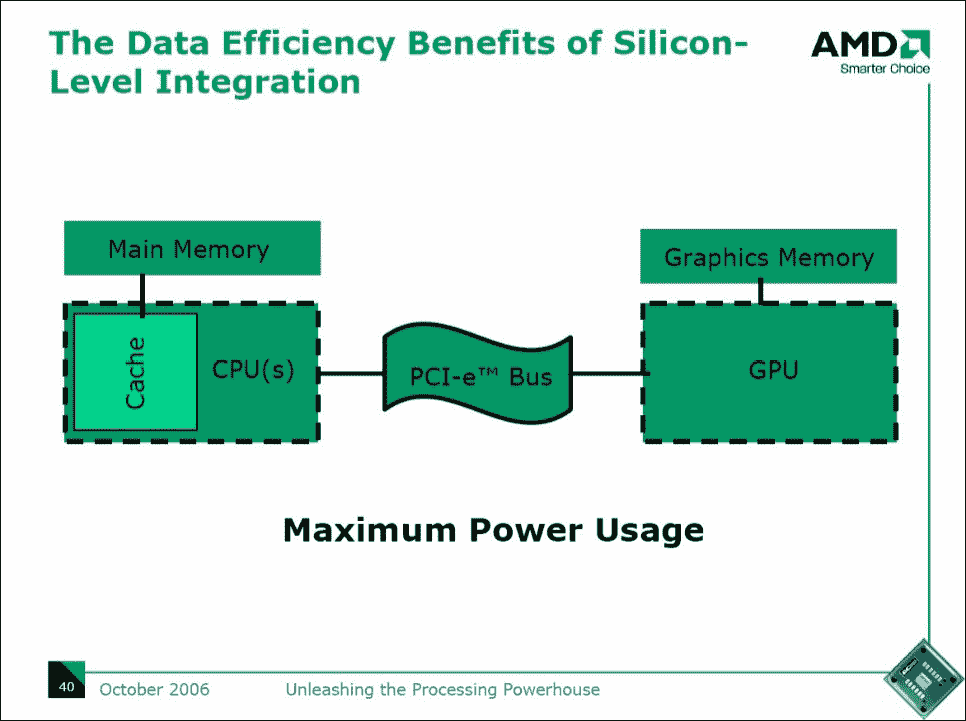 The Data Efficiency Benefits of Silicon-
Level Integration
AMD
Smarter Choice
Main Memory
Graphics Memory
Cache
CPU(s)
PCI-e™ Bus
GPU
Maximum Power Usage
40
October 2006
Unleashing the Processing Powerhouse